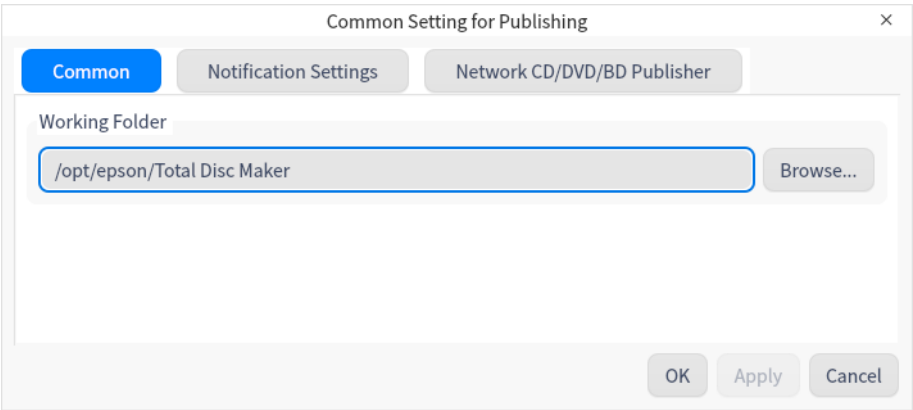 Common Setting for Publishing ×
Common Notification Settings Network CD/DVD/BD Publisher
Working Folder
/opt/epson/Total Disc Maker Browse...
OK Apply Cancel